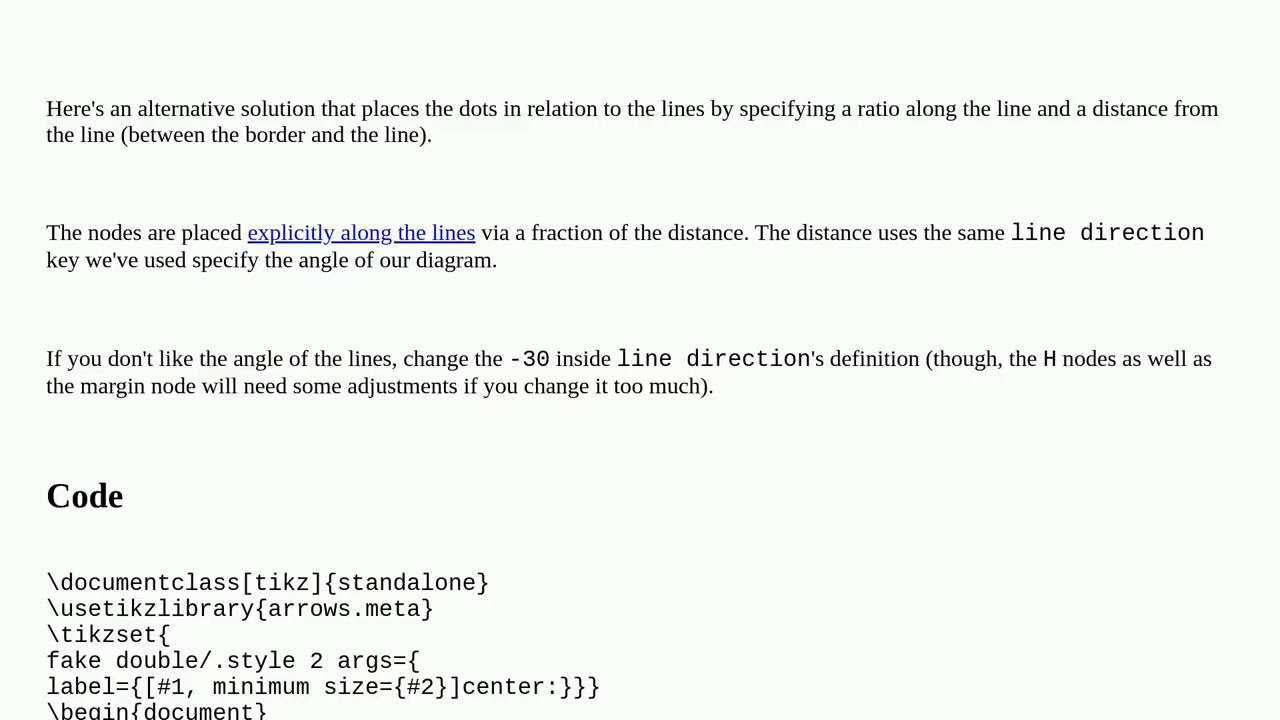 Here's an alternative solution that places the dots in relation to the lines by specifying a ratio along the line and a distance from
the line (between the border and the line).
The nodes are placed explicitly along the lines via a fraction of the distance. The distance uses the same line direction
key we've used specify the angle of our diagram.
If you don't like the angle of the lines, change the -30 inside line direction's definition (though, the H nodes as well as
the margin node will need some adjustments if you change it too much).
Code
\documentclass[tikz]{standalone}
\usetikzlibrary{arrows.meta}
\tikzset{
fake double/.style 2 args={
label={[#1, minimum size={#2}]center:}}}
\begin{document}